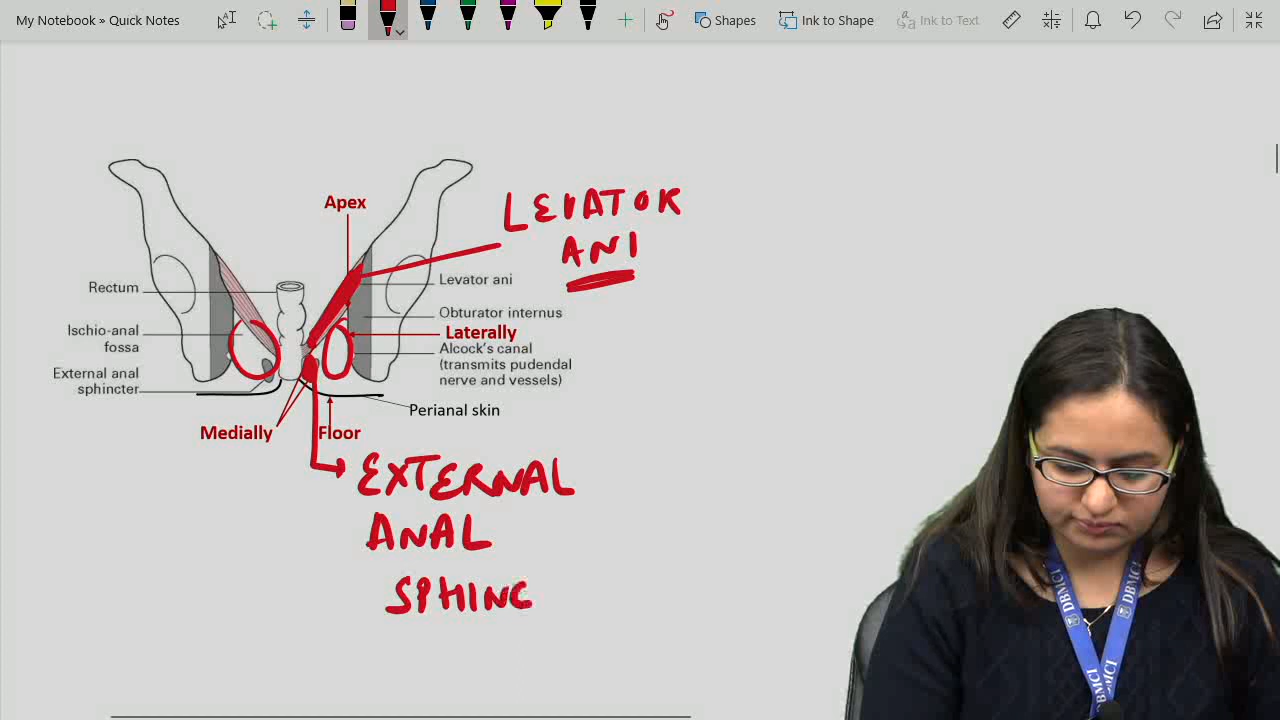 My Notebook » Quick Notes
Shapes
Ink to Shape
Ink to Text
Apex
LEVATOR
ANI
Rectum
Levator ani
Obturator internus
Ischio-anal
fossa
Laterally
Alcock's canal
(transmits pudendal
nerve and vessels)
External anal
sphincter
Perianal skin
Medially
Floor
EXTERNAL
ANAL
SPHINC
DBMCI
DBMCI
DBMCI